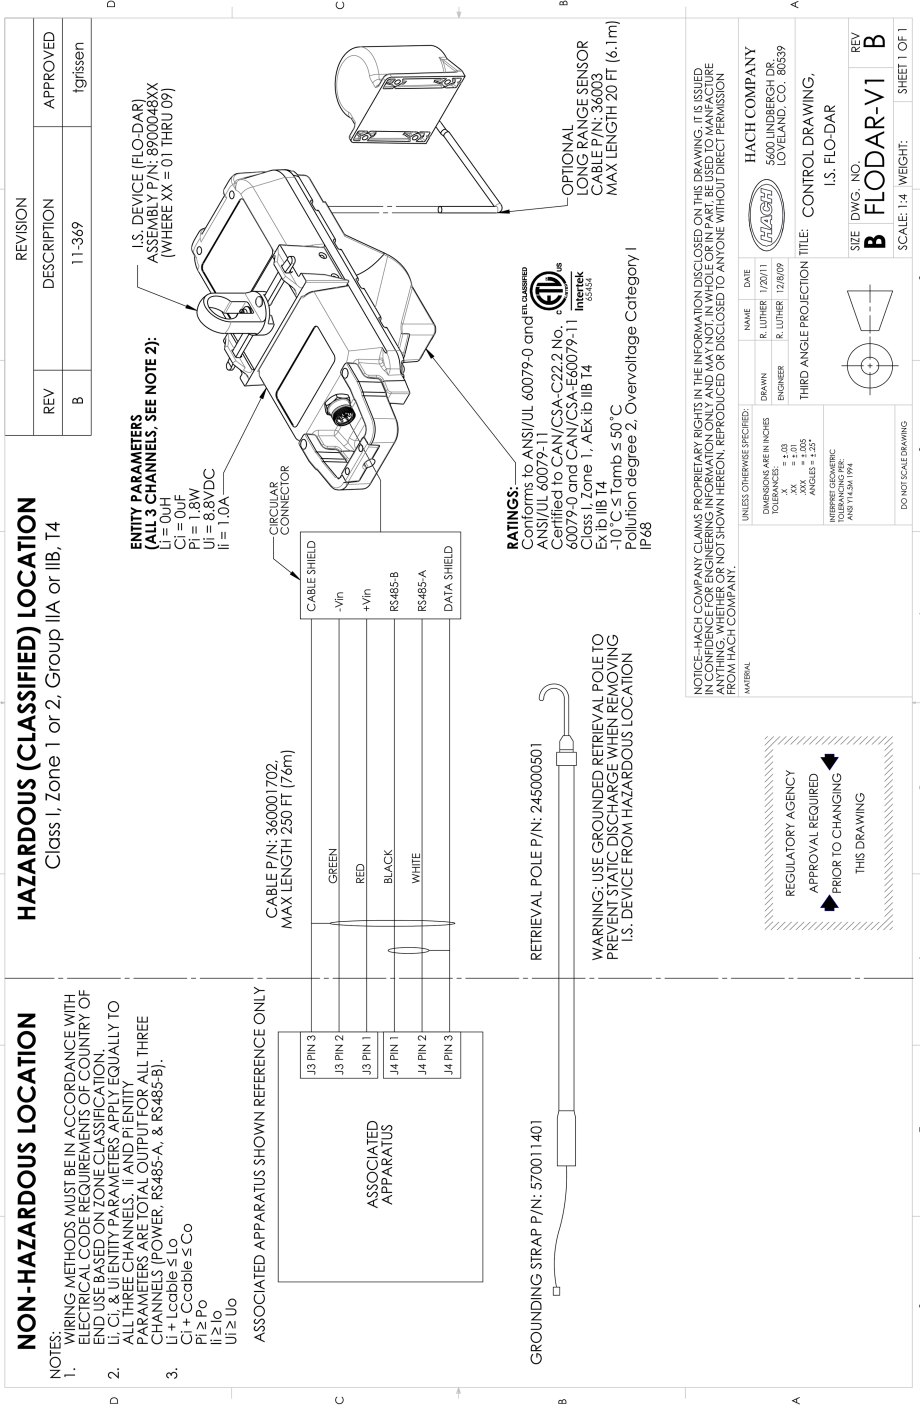 NON-HAZARDOUS LOCATION
NOTES:
1. WIRING METHODS MUST BE IN ACCORDANCE WITH
ELECTRICAL CODE REQUIREMENTS OF COUNTRY OF
END USE BASED ON ZONE CLASSIFICATION.
2. Li, Ci, & Ui ENTITY PARAMETERS APPLY EQUALLY TO
ALL THREE CHANNELS. Ii AND Pi ENTITY
PARAMETERS ARE TOTAL OUTPUT FOR ALL THREE
CHANNELS (POWER, RS485-A, & RS485-B).
3. Li + Lcable ≤ Lo
Ci + Ccable ≤ Co
Pi ≥ Po
Ii ≥ Io
Ui ≥ Uo
ASSOCIATED APPARATUS SHOWN REFERENCE ONLY
ASSOCIATED
APPARATUS
J3 PIN 3
J3 PIN 2
J3 PIN 1
J4 PIN 1
J4 PIN 2
J4 PIN 3
GROUNDING STRAP P/N: 570011401
HAZARDOUS (CLASSIFIED) LOCATION
Class I, Zone 1 or 2, Group IIA or IIB, T4
CABLE P/N: 360001702,
MAX LENGTH 250 FT (76m)
GREEN
RED
BLACK
WHITE
CIRCULAR
CONNECTOR
CABLE SHIELD
-Vin
+Vin
RS485-B
RS485-A
DATA SHIELD
ENTITY PARAMETERS
(ALL 3 CHANNELS, SEE NOTE 2):
Li = 0uH
Ci = 0uF
Pi = 1.8W
Ui = 8.8VDC
Ii = 1.0A
I.S. DEVICE (FLO-DAR)
ASSEMBLY P/N: 8900048XX
(WHERE XX = 01 THRU 09)
OPTIONAL
LONG RANGE SENSOR
CABLE P/N: 36003
MAX LENGTH 20 FT (6.1m)
RATINGS:
Conforms to ANSI/UL 60079-0 and
ANSI/UL 60079-11
Certified to CAN/CSA-C22.2 No.
60079-0 and CAN/CSA-E60079-11
Class I, Zone 1, AEx ib IIB T4
Ex ib IIB T4
-10°C ≤ Tamb ≤ 50°C
Pollution degree 2, Overvoltage Category I
IP68
ETL CLASSIFIED
ETL
C US
Intertek
65454
RETRIEVAL POLE P/N: 245000501
WARNING: USE GROUNDED RETRIEVAL POLE TO
PREVENT STATIC DISCHARGE WHEN REMOVING
I.S. DEVICE FROM HAZARDOUS LOCATION
REGULATORY AGENCY
APPROVAL REQUIRED
PRIOR TO CHANGING
THIS DRAWING
REVISION
REV DESCRIPTION APPROVED
B 11-369 tgrissen
NOTICE--HACH COMPANY CLAIMS PROPRIETARY RIGHTS IN THE INFORMATION DISCLOSED ON THIS DRAWING. IT IS ISSUED
IN CONFIDENCE FOR ENGINEERING INFORMATION ONLY AND MAY NOT, IN WHOLE OR IN PART, BE USED TO MANFACTURE
ANYTHING, WHETHER OR NOT SHOWN HEREON, REPRODUCED OR DISCLOSED TO ANYONE WITHOUT DIRECT PERMISSION
FROM HACH COMPANY.
MATERIAL
UNLESS OTHERWISE SPECIFIED:
DIMENSIONS ARE IN INCHES
TOLERANCES:
.X = ±.03
.XX = ±.01
.XXX = ±.005
ANGLES = ±.25°
INTERPRET GEOMETRIC
TOLERANCING PER:
ANSI Y14.5M 1994
DO NOT SCALE DRAWING
NAME DATE
DRAWN R. LUTHER 1/20/11
ENGINEER R. LUTHER 12/8/09
THIRD ANGLE PROJECTION
HACH
HACH COMPANY
5600 LINDBERGH DR.
LOVELAND, CO. 80539
TITLE: CONTROL DRAWING,
I.S. FLO-DAR
SIZE DWG. NO. REV
B FLODAR-V1 B
SCALE: 1:4 WEIGHT: SHEET 1 OF 1
D
C
B
A
D
C
B
A